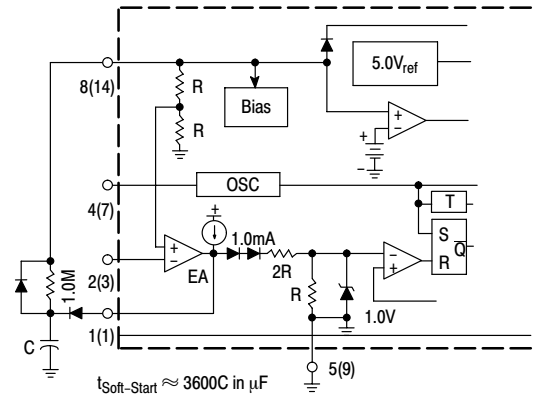 8(14)
R
R
Bias
5.0Vref
+
−
+
−
4(7)
OSC
T
S
Q
R
+
1.0mA
2(3)
+
−
EA
2R
R
−
+
1.0V
1.0M
1(1)
C
5(9)
tSoft–Start ≈ 3600C in μF